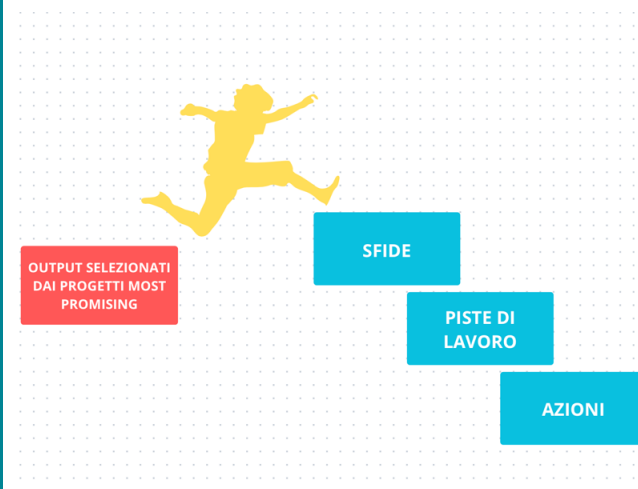 OUTPUT SELEZIONATI
DAI PROGETTI MOST
PROMISING
SFIDE
PISTE DI
LAVORO
AZIONI